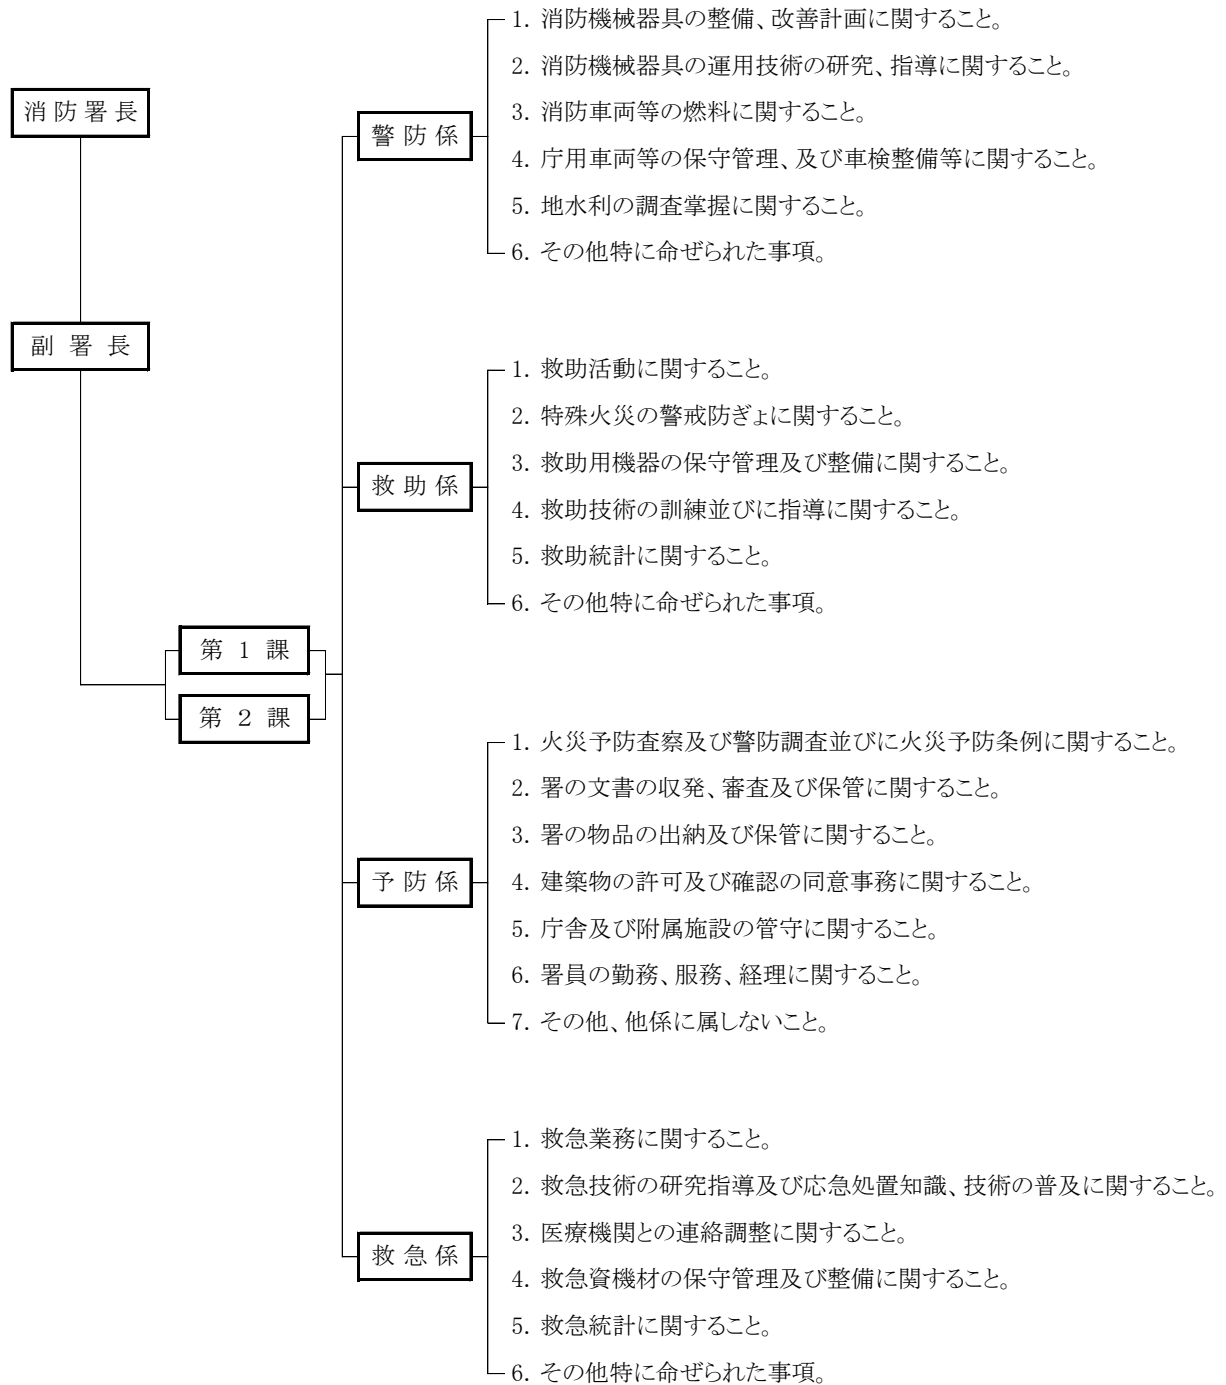 消防署長
副署長
第1課
第2課
警防係
1. 消防機械器具の整備、改善計画に関すること。
2. 消防機械器具の運用技術の研究、指導に関すること。
3. 消防車両等の燃料に関すること。
4. 庁用車両等の保守管理、及び車検整備等に関すること。
5. 地水利の調査掌握に関すること。
6. その他特に命ぜられた事項。
救助係
1. 救助活動に関すること。
2. 特殊火災の警戒防ぎょに関すること。
3. 救助用機器の保守管理及び整備に関すること。
4. 救助技術の訓練並びに指導に関すること。
5. 救助統計に関すること。
6. その他特に命ぜられた事項。
予防係
1. 火災予防査察及び警防調査並びに火災予防条例に関すること。
2. 署の文書の収発、審査及び保管に関すること。
3. 署の物品の出納及び保管に関すること。
4. 建築物の許可及び確認の同意事務に関すること。
5. 庁舎及び附属施設の管守に関すること。
6. 署員の勤務、服務、経理に関すること。
7. その他、他係に属しないこと。
救急係
1. 救急業務に関すること。
2. 救急技術の研究指導及び応急処置知識、技術の普及に関すること。
3. 医療機関との連絡調整に関すること。
4. 救急資機材の保守管理及び整備に関すること。
5. 救急統計に関すること。
6. その他特に命ぜられた事項。